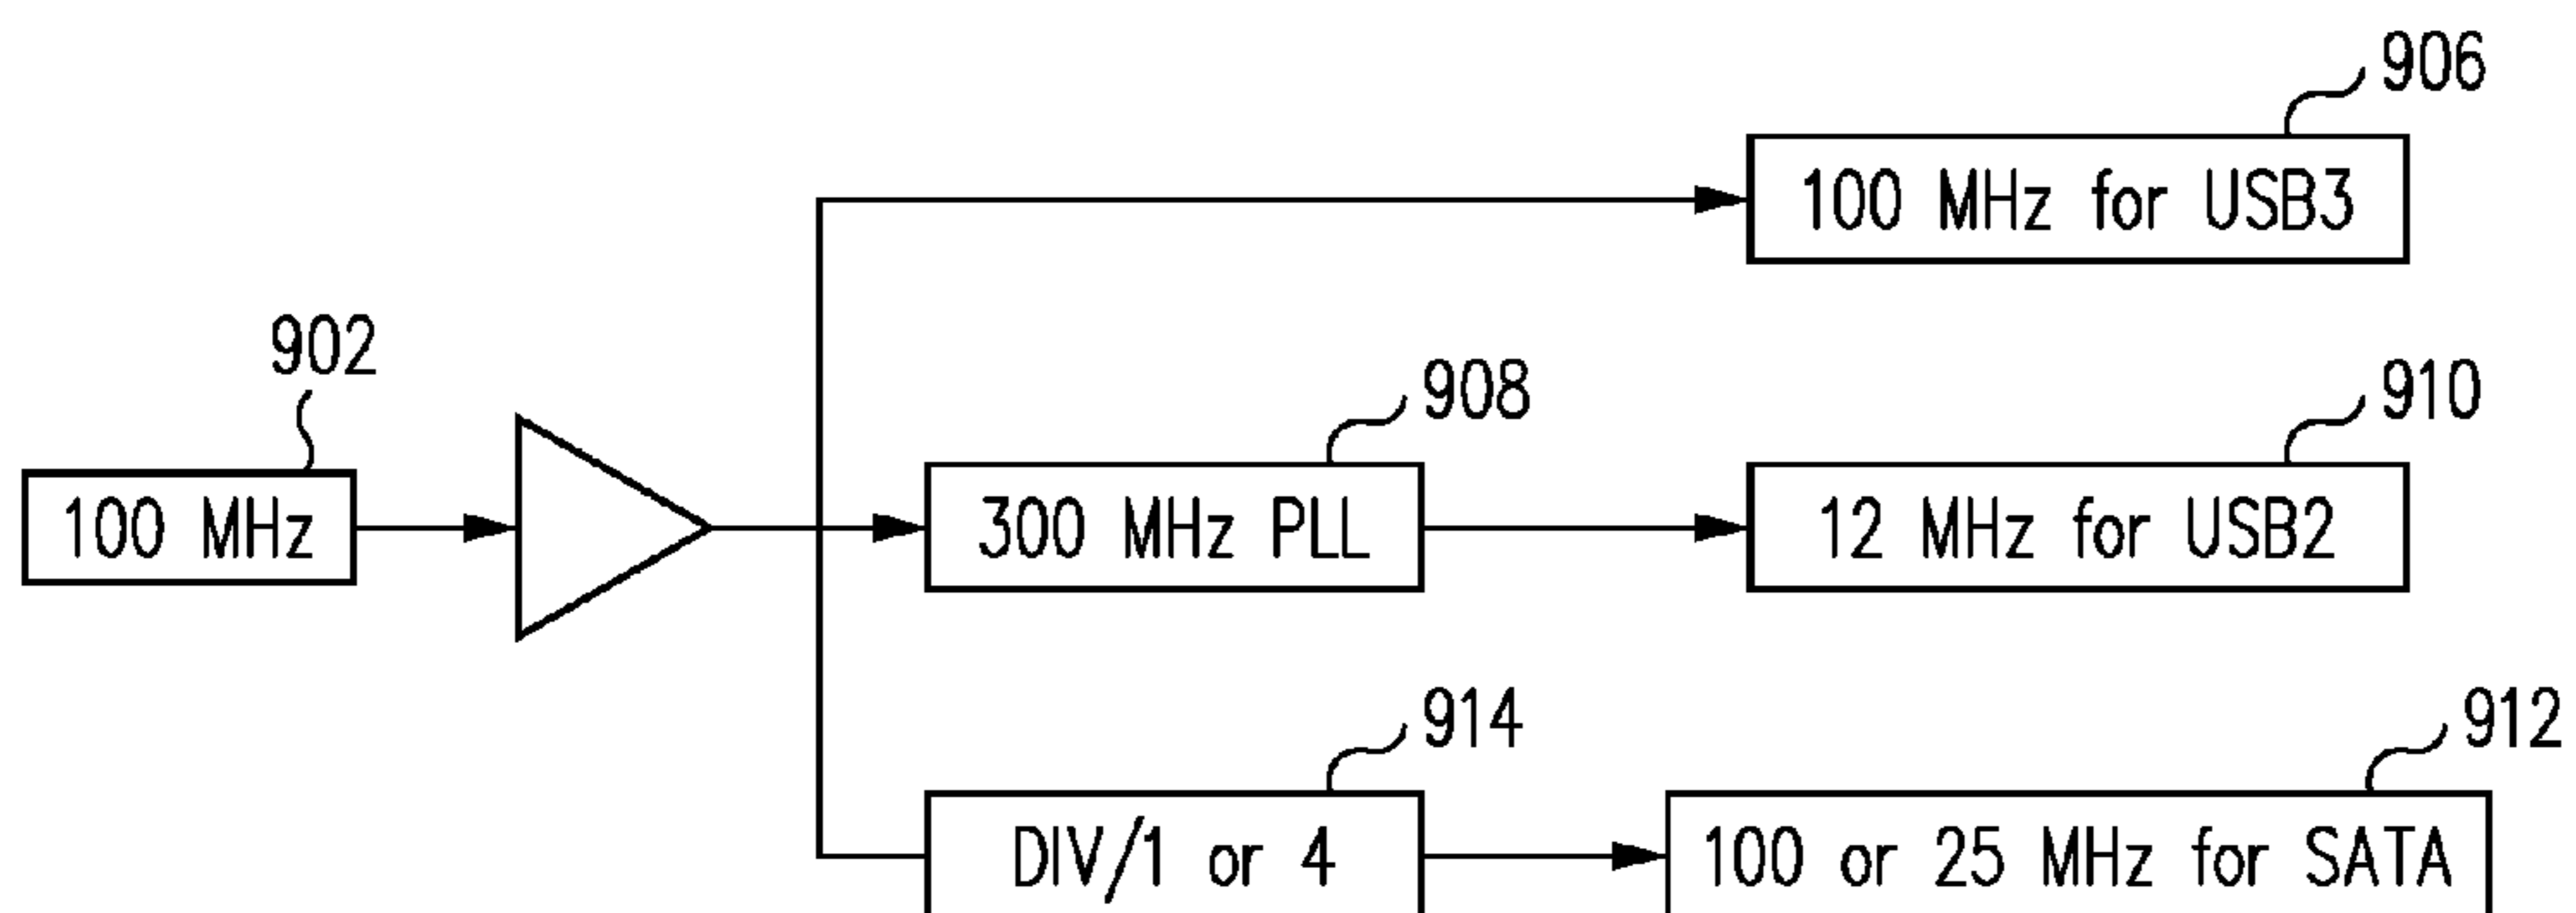 906
100 MHz for USB3
902
100 MHz
908
300 MHz PLL
910
12 MHz for USB2
914
DIV/1 or 4
912
100 or 25 MHz for SATA